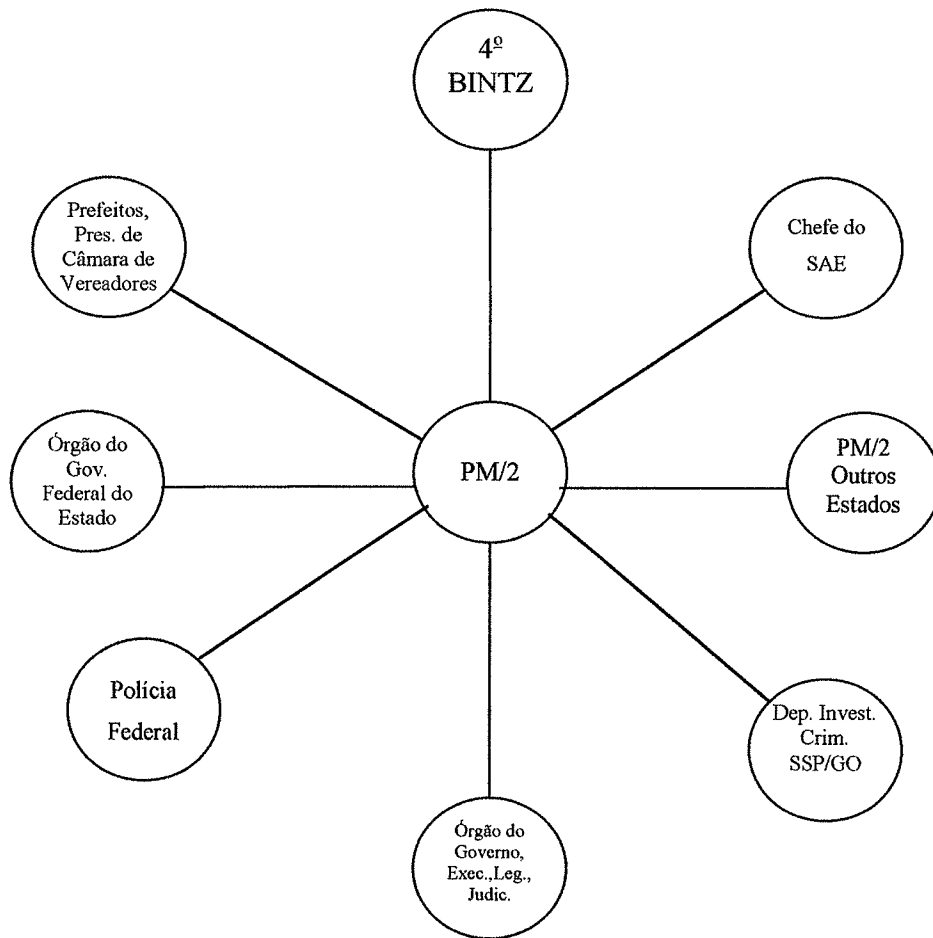 4º
BINTZ
Prefeitos,
Pres. de
Câmara de
Vereadores
Chefe do
SAE
Órgão do
Gov.
Federal do
Estado
PM/2
PM/2
Outros
Estados
Polícia
Federal
Dep. Invest.
Crim.
SSP/GO
Órgão do
Governo,
Exec.,Leg.,
Judic.